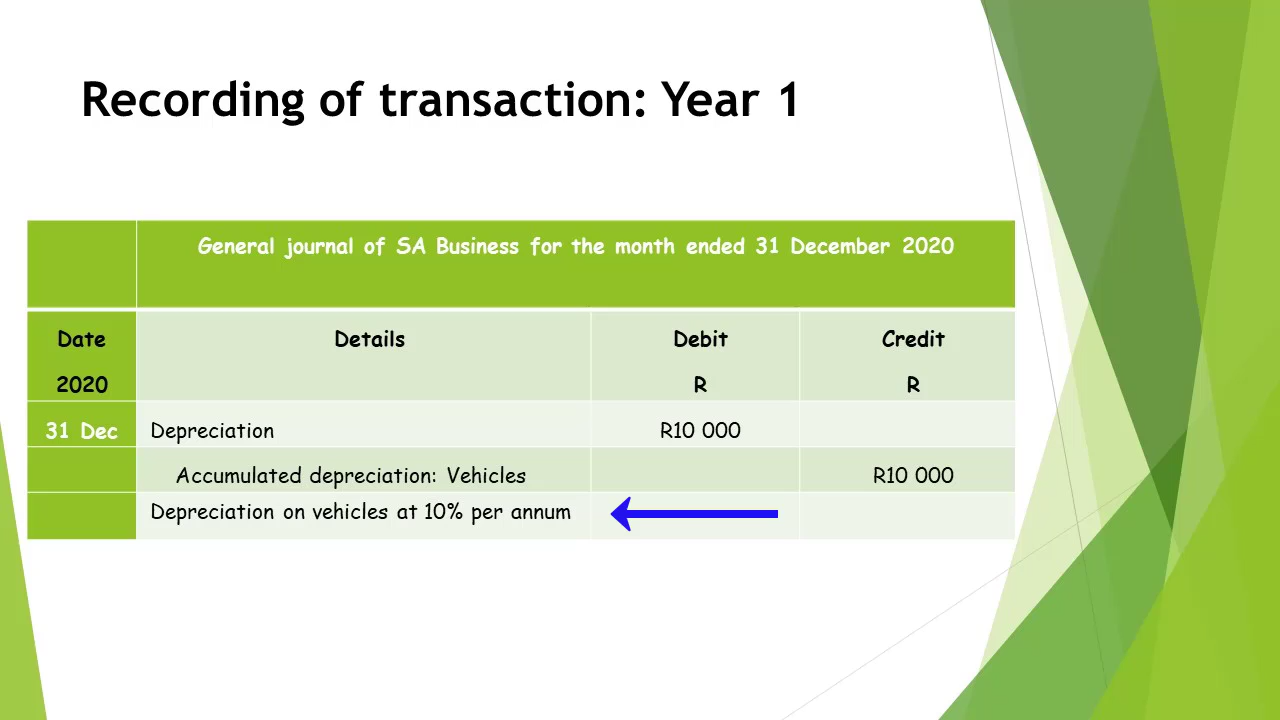 Recording of transaction: Year 1
General journal of SA Business for the month ended 31 December 2020
Date Details Debit Credit
2020 R R
31 Dec Depreciation R10 000
Accumulated depreciation: Vehicles R10 000
Depreciation on vehicles at 10% per annum